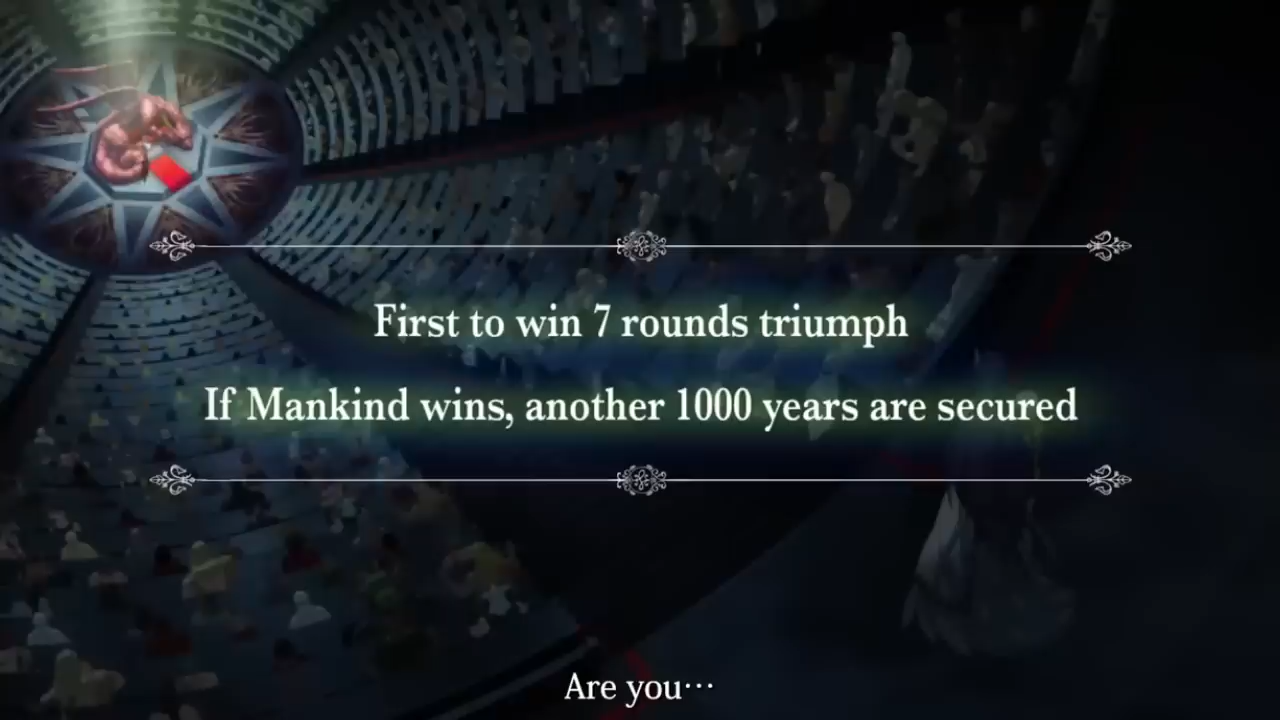 First to win 7 rounds triumph
If Mankind wins, another 1000 years are secured
Are you…